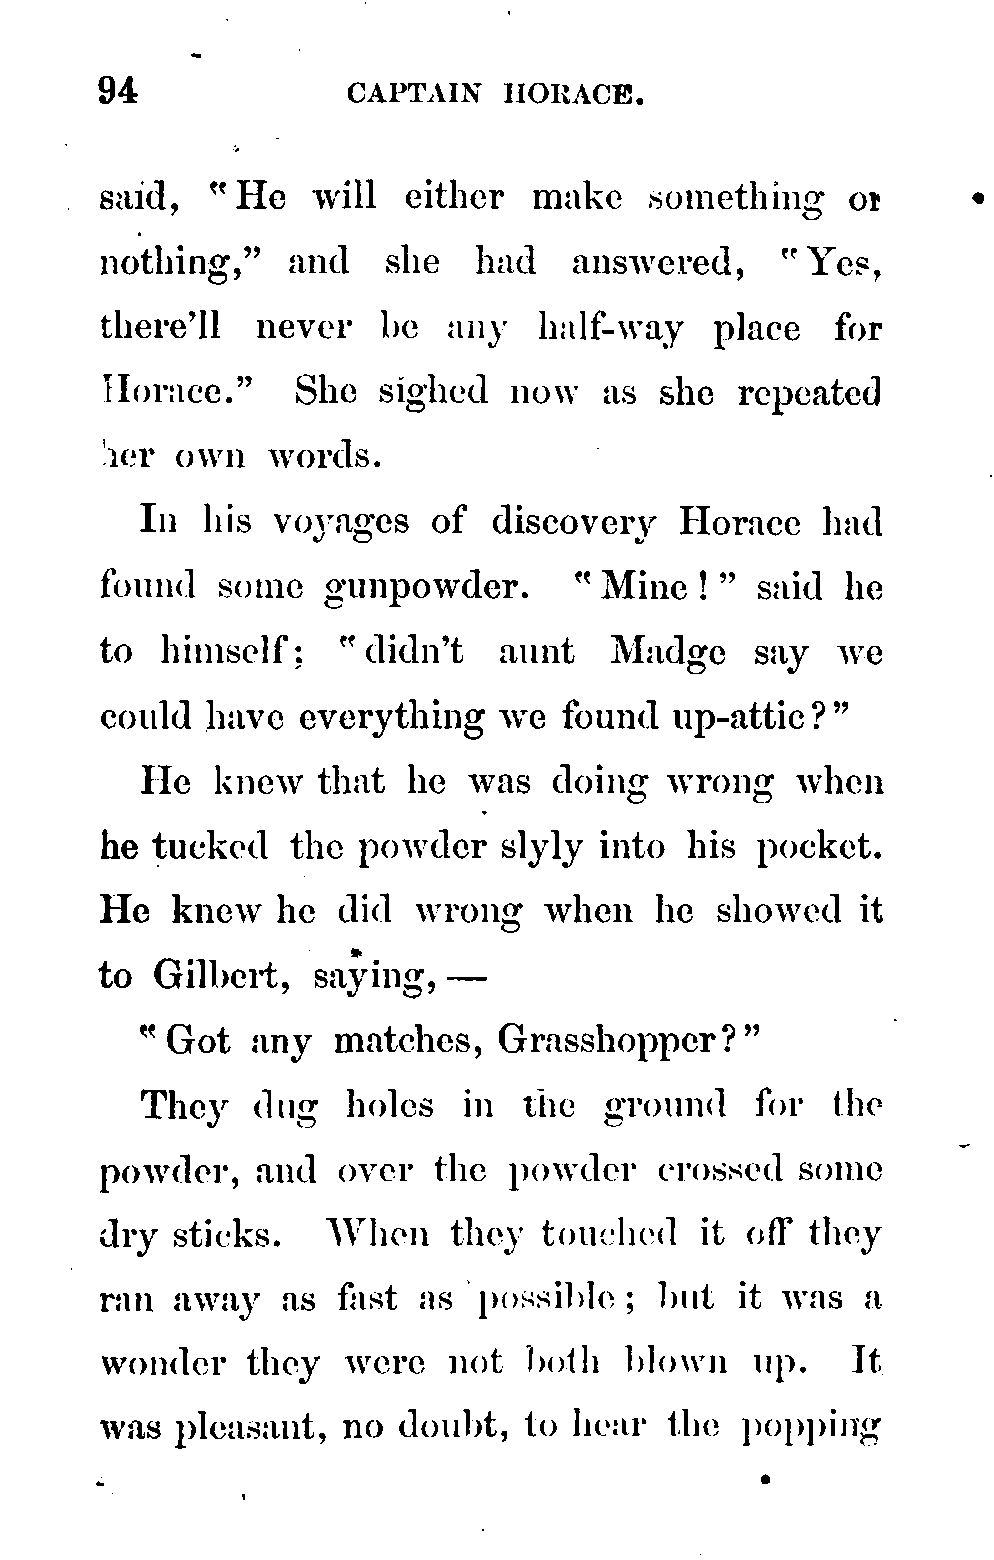 94 CAPTAIN HORACE.
said, "He will either make something or
nothing," and she had answered, "Yes,
there'll never be any half-way place for
Horace." She sighed now as she repeated
her own words.
In his voyages of discovery Horace had
found some gunpowder. "Mine!" said he
to himself; "didn't aunt Madge say we
could have everything we found up-attic?"
He knew that he was doing wrong when
he tucked the powder slyly into his pocket.
He knew he did wrong when he showed it
to Gilbert, saying, —
"Got any matches, Grasshopper?"
They dug holes in the ground for the
powder, and over the powder crossed some
dry sticks. When they touched it off they
ran away as fast as possible; but it was a
wonder they were not both blown up. It
was pleasant, no doubt, to hear the popping